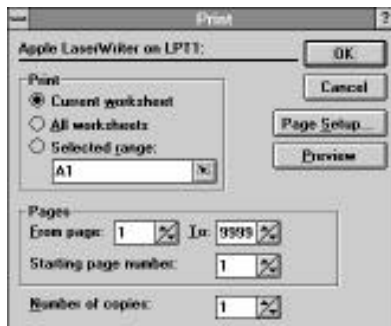 Print
?
Apple LaserWriter on LPT1:
OK
Print
Current worksheet
Cancel
All worksheets
Page Setup...
Selected range:
A1
Preview
Pages
From page: 1 To: 9999
Starting page number: 1
Number of copies: 1